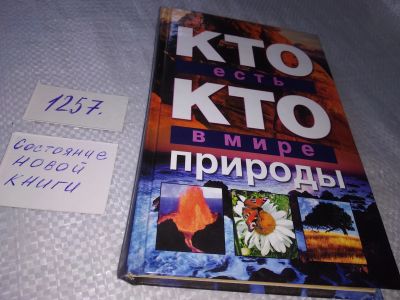 1257.
Состояние
НОВОЙ
КНИГИ
КТО
есть
КТО
в мире
природы